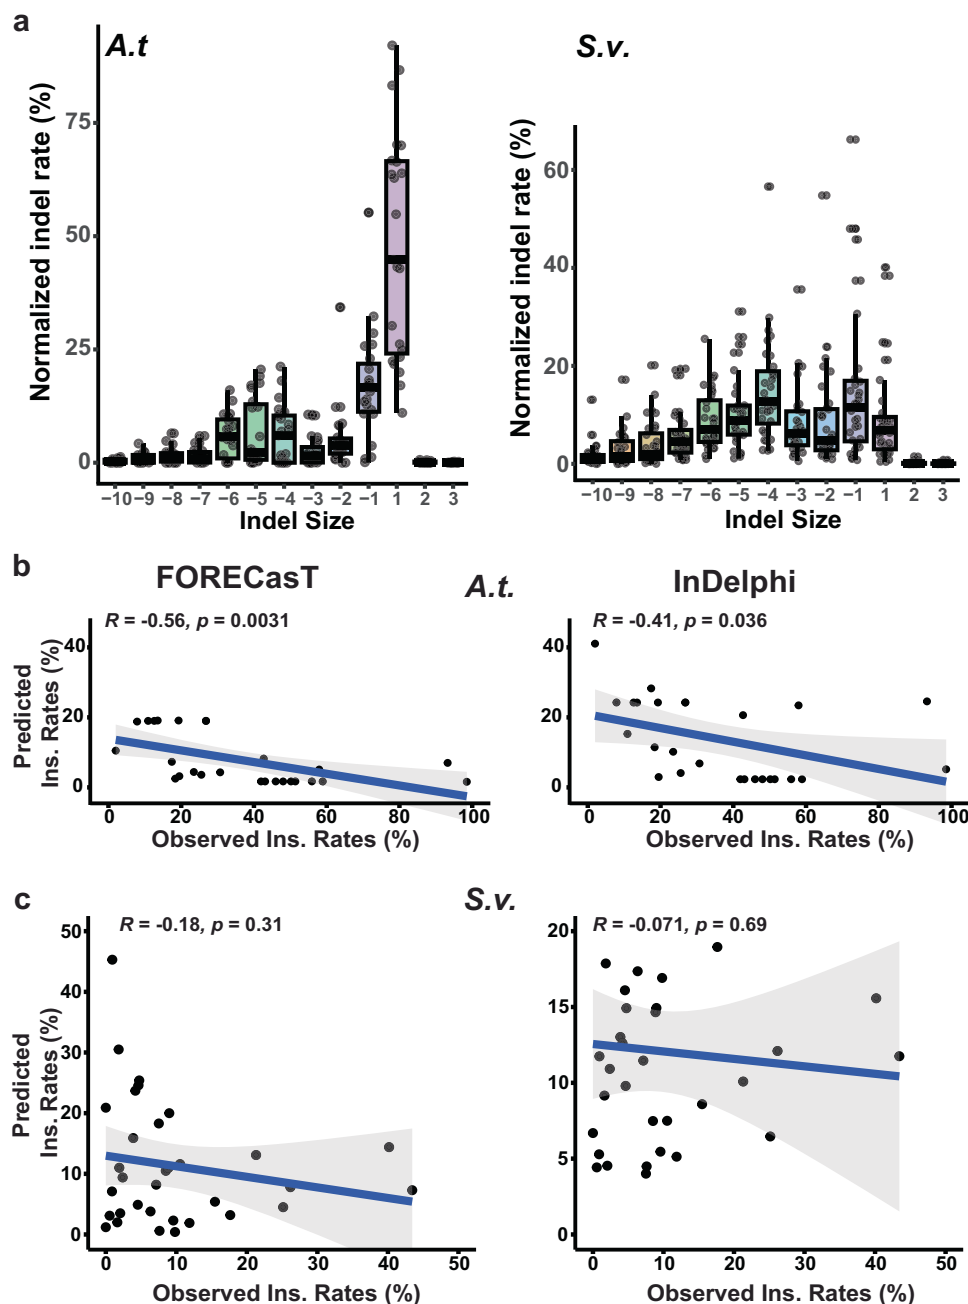 a
A.t
S.v.
Normalized indel rate (%)
75
50
25
0
−10 −9 −8 −7 −6 −5 −4 −3 −2 −1 1 2 3
Indel Size
Normalized indel rate (%)
60
40
20
0
−10 −9 −8 −7 −6 −5 −4 −3 −2 −1 1 2 3
Indel Size
b
FORECasT
A.t.
InDelphi
R = -0.56, p = 0.0031
Predicted
Ins. Rates (%)
40
20
0
0 20 40 60 80 100
Observed Ins. Rates (%)
R = -0.41, p = 0.036
40
20
0
0 20 40 60 80 100
Observed Ins. Rates (%)
c
S.v.
R = -0.18, p = 0.31
Predicted
Ins. Rates (%)
50
40
30
20
10
0
0 10 20 30 40 50
Observed Ins. Rates (%)
R = -0.071, p = 0.69
20
15
10
5
0
0 10 20 30 40 50
Observed Ins. Rates (%)